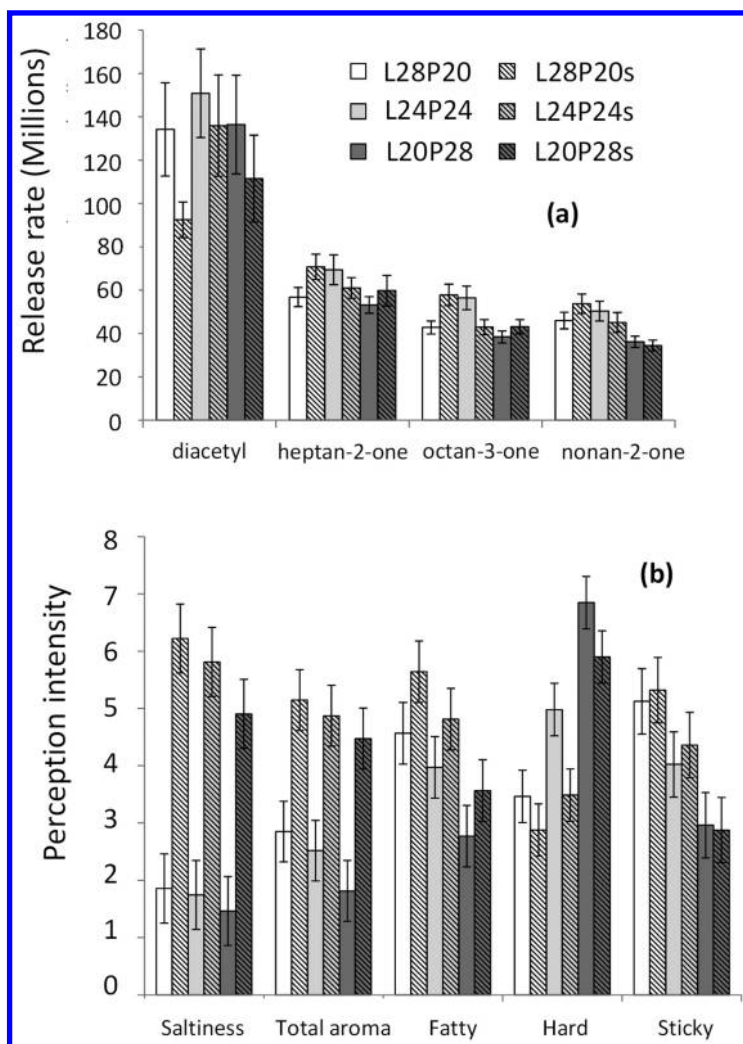 180
160
140
120
100
80
60
40
20
0
Release rate (Millions)
L28P20 L28P20s
L24P24 L24P24s
L20P28 L20P28s
(a)
diacetyl heptan-2-one octan-3-one nonan-2-one
8
7
6
5
4
3
2
1
0
Perception intensity
(b)
Saltiness Total aroma Fatty Hard Sticky